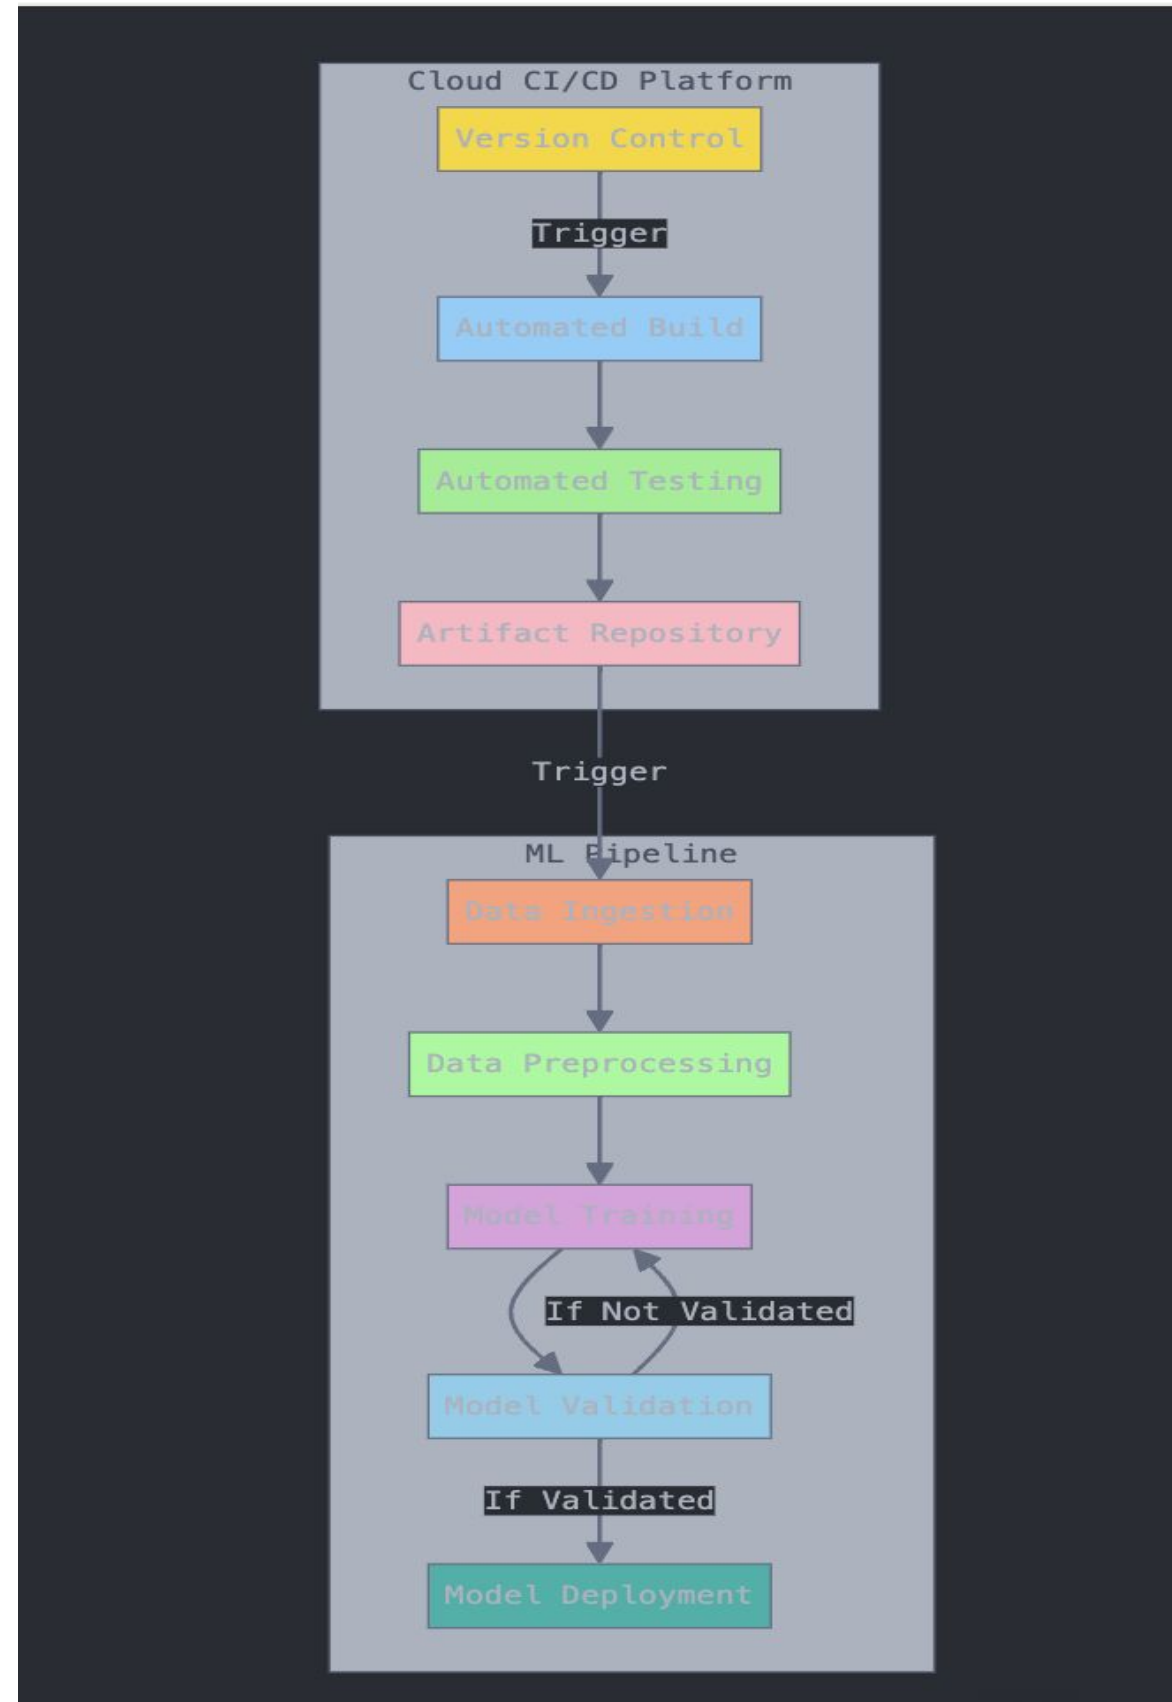 Cloud CI/CD Platform
Version Control
Trigger
Automated Build
Automated Testing
Artifact Repository
Trigger
ML Pipeline
Data Ingestion
Data Preprocessing
Model Training
If Not Validated
Model Validation
If Validated
Model Deployment